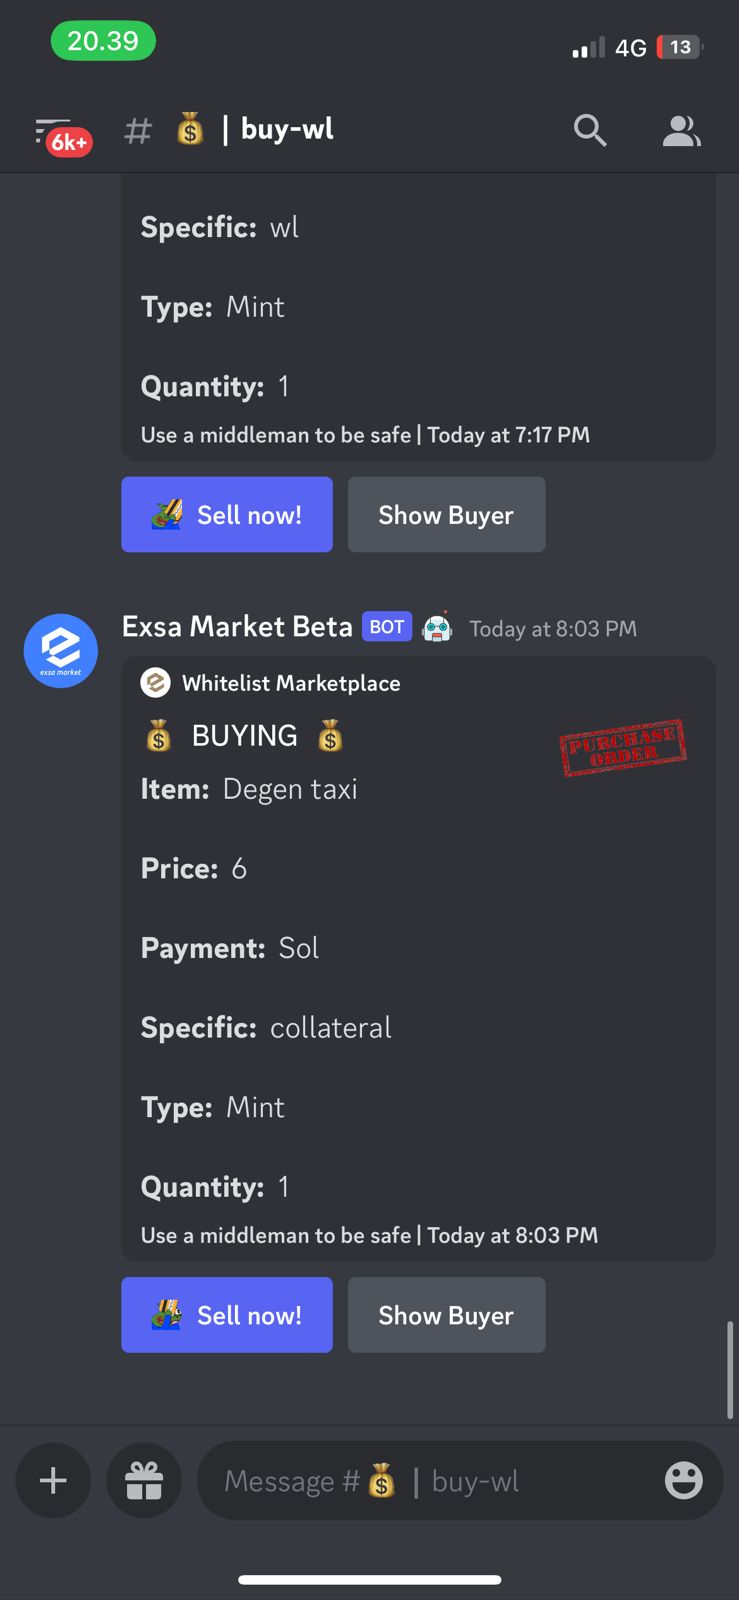 20.39
4G 13
6k+
# 💰 | buy-wl
Specific: wl
Type: Mint
Quantity: 1
Use a middleman to be safe | Today at 7:17 PM
Sell now! Show Buyer
Exsa Market Beta BOT Today at 8:03 PM
exsa market
Whitelist Marketplace
💰 BUYING 💰
PURCHASE
ORDER
Item: Degen taxi
Price: 6
Payment: Sol
Specific: collateral
Type: Mint
Quantity: 1
Use a middleman to be safe | Today at 8:03 PM
Sell now! Show Buyer
Message #💰 | buy-wl